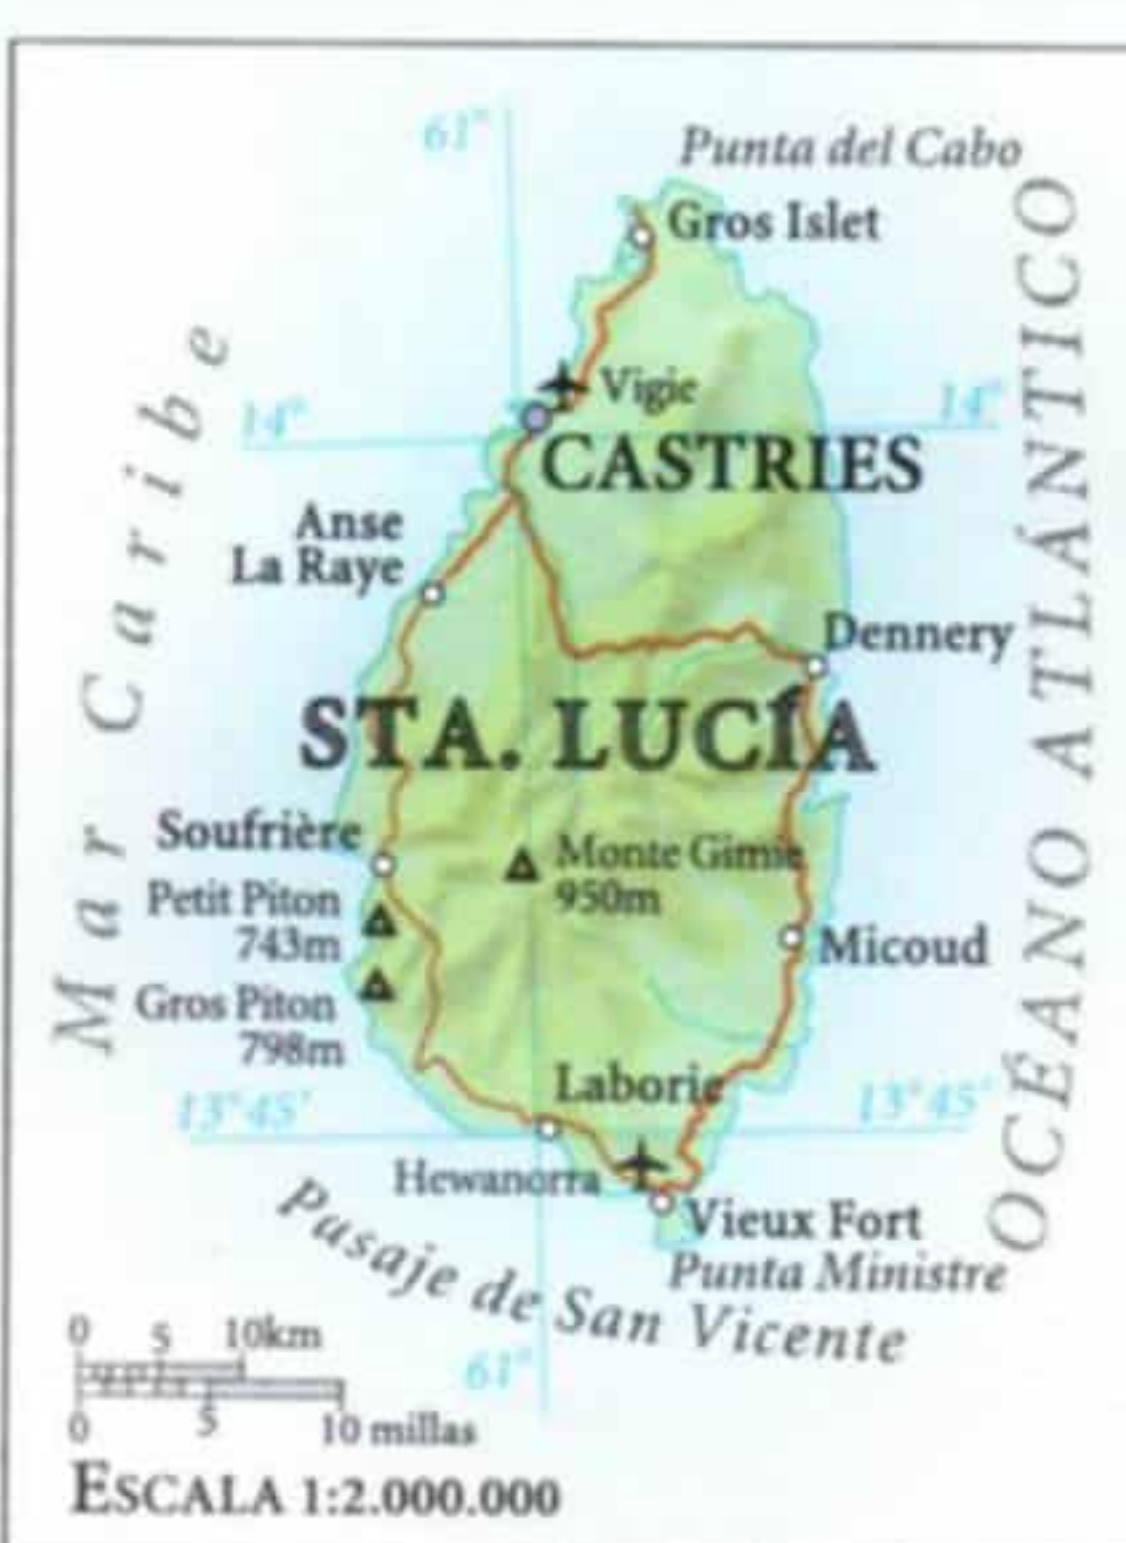 61°
Punta del Cabo
Gros Islet
Vigie
14°
14°
CASTRIES
Mar Caribe
OCÉANO ATLÁNTICO
Anse
La Raye
Dennery
STA. LUCÍA
Soufrière
Monte Gimie
950m
Petit Piton
743m
Micoud
Gros Piton
798m
Laborie
13°45'
13°45'
Hewanorra
Vieux Fort
Punta Ministre
Pasaje de San Vicente
61°
0 5 10km
0 5 10 millas
ESCALA 1:2.000.000